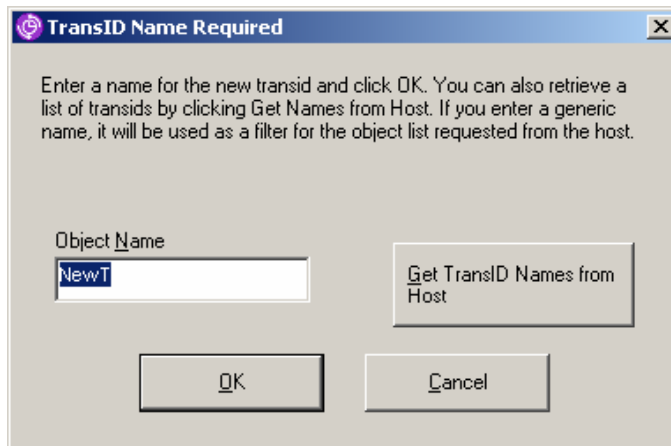 TransID Name Required
Enter a name for the new transid and click OK. You can also retrieve a
list of transids by clicking Get Names from Host. If you enter a generic
name, it will be used as a filter for the object list requested from the host.
Object Name
NewT
Get TransID Names from
Host
OK
Cancel